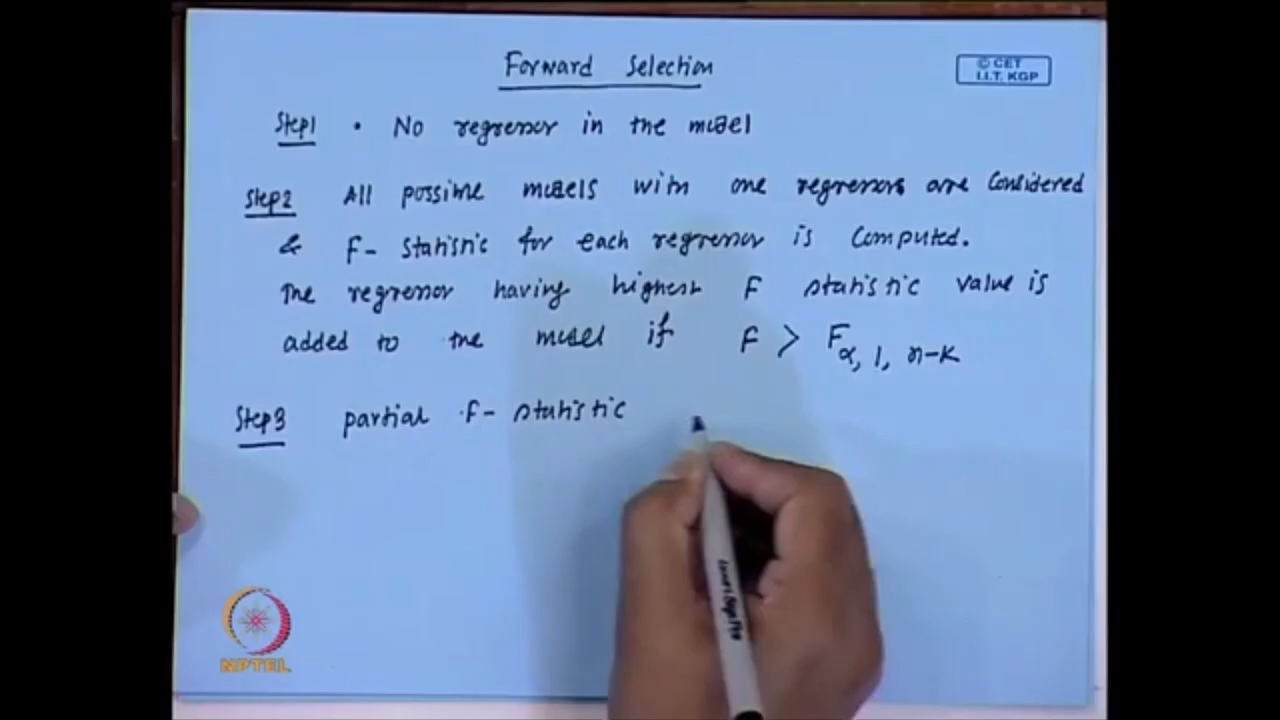 Forward Selection
© CET
I.I.T. KGP
Step1 • No regressor in the model
Step2 All possible models with one regressors are Considered
& F- statistic for each regressor is Computed.
The regressor having highest F statistic value is
added to the model if F > F α, 1, n-k
Step3 partial F- statistic
NPTEL